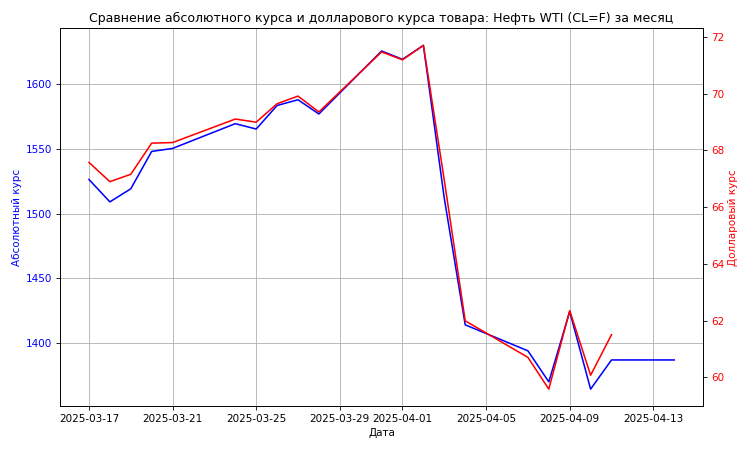 Сравнение абсолютного курса и долларового курса товара: Нефть WTI (CL=F) за месяц
72
1600
70
1550
68
Абсолютный курс
Долларовый курс
1500
66
1450
64
62
1400
60
2025-03-17 2025-03-21 2025-03-25 2025-03-29 2025-04-01 2025-04-05 2025-04-09 2025-04-13
Дата